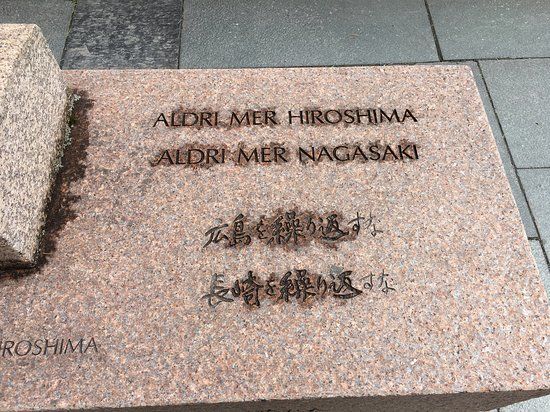 ALDRI MER HIROSHIMA
ALDRI MER NAGASAKI
広島を繰り返すな
長崎を繰り返すな
IROSHIMA